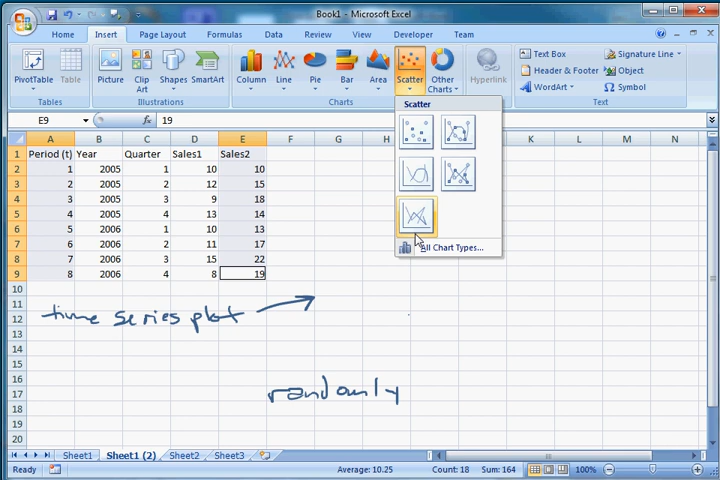 Book1 - Microsoft Excel
Home Insert Page Layout Formulas Data Review View Developer Team
PivotTable Table Picture Clip Art Shapes SmartArt Column Line Pie Bar Area Scatter Other Charts Hyperlink Text Box Header & Footer WordArt Signature Line Object Symbol
Tables Illustrations Charts Text
E9 fx 19
Scatter
All Chart Types...
A B C D E F G H K L M N
1 Period (t) Year Quarter Sales1 Sales2
2 1 2005 1 10 10
3 2 2005 2 12 15
4 3 2005 3 9 18
5 4 2005 4 13 14
6 5 2006 1 10 13
7 6 2006 2 11 17
8 7 2006 3 15 22
9 8 2006 4 8 19
10
11
12
13
14
15
16
17
18
19
20
time series plot
randomly
Sheet1 Sheet1 (2) Sheet2 Sheet3
Ready Average: 10.25 Count: 18 Sum: 164 100%